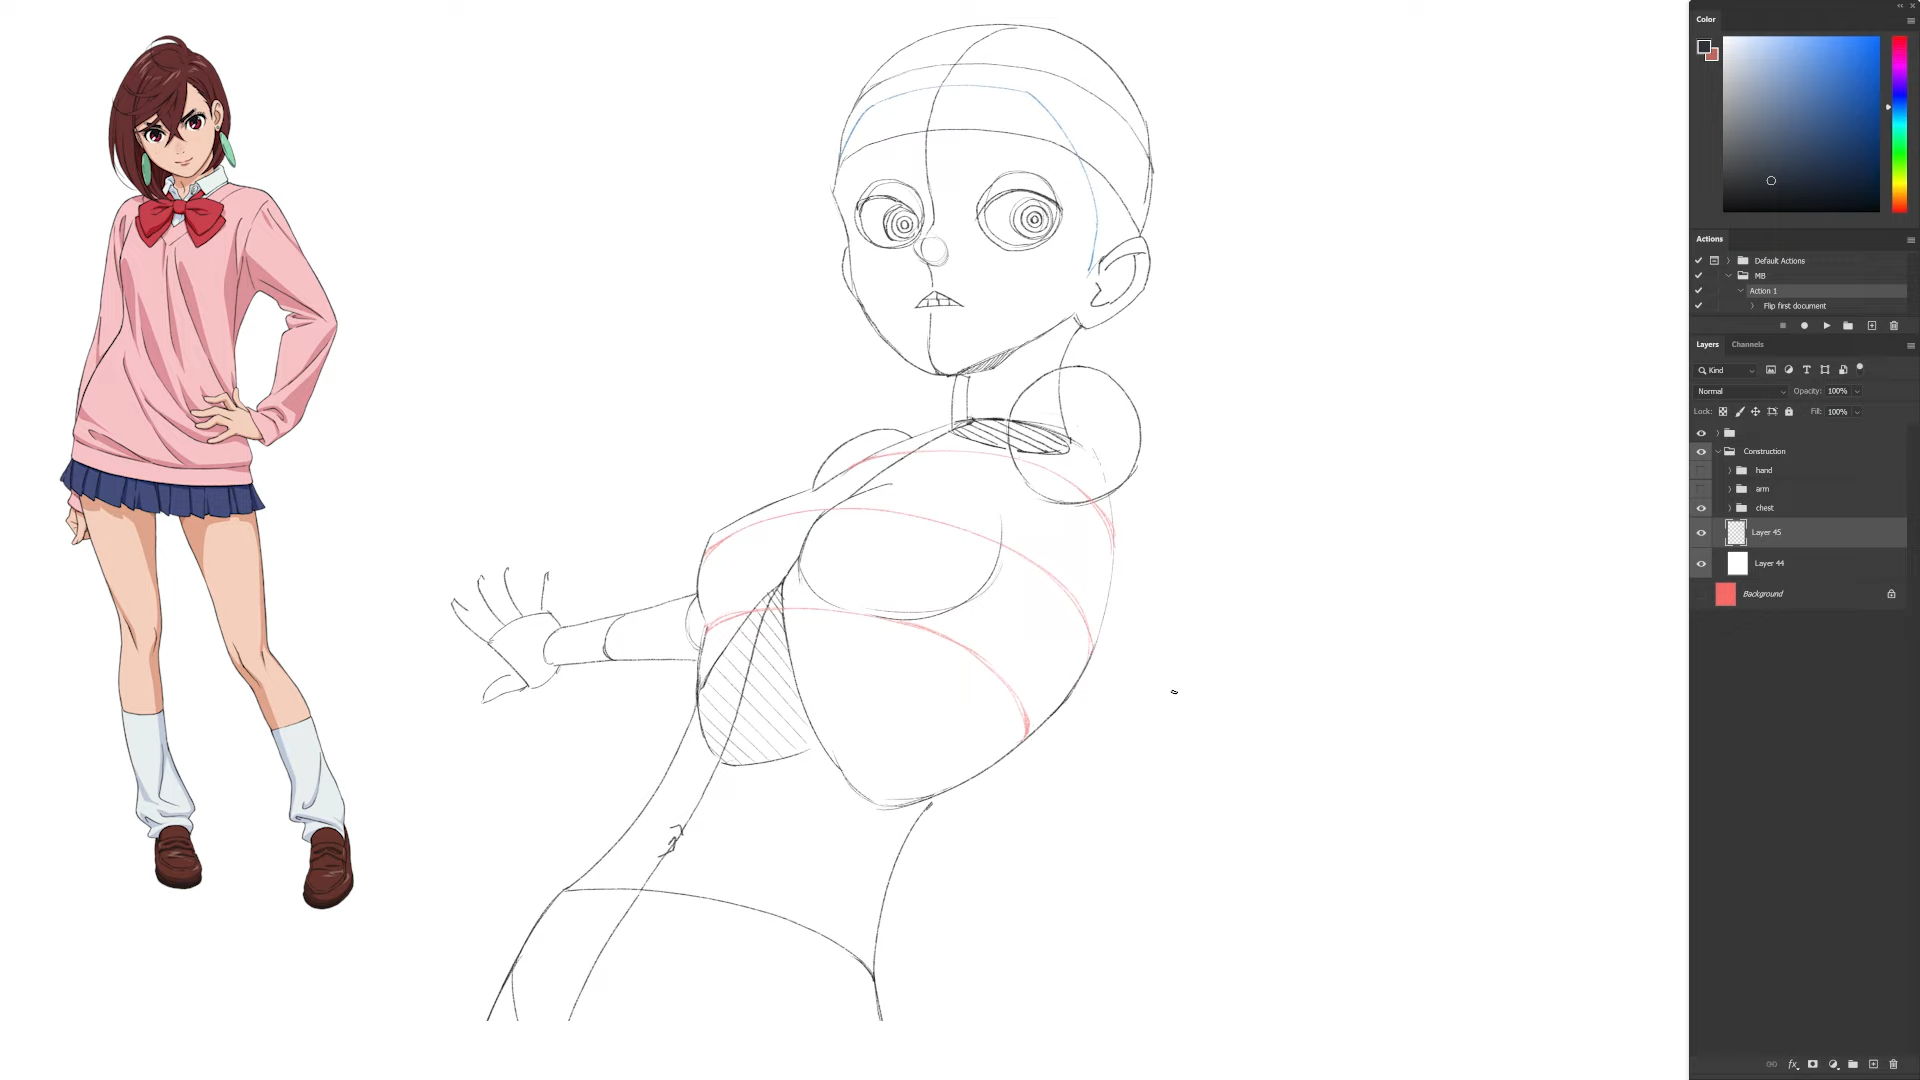 Color
Actions
Default Actions
MB
Action 1
Flip first document
Layers Channels
Kind
Normal Opacity: 100%
Lock: Fill: 100%
Construction
hand
arm
chest
Layer 45
Layer 44
Background
fx